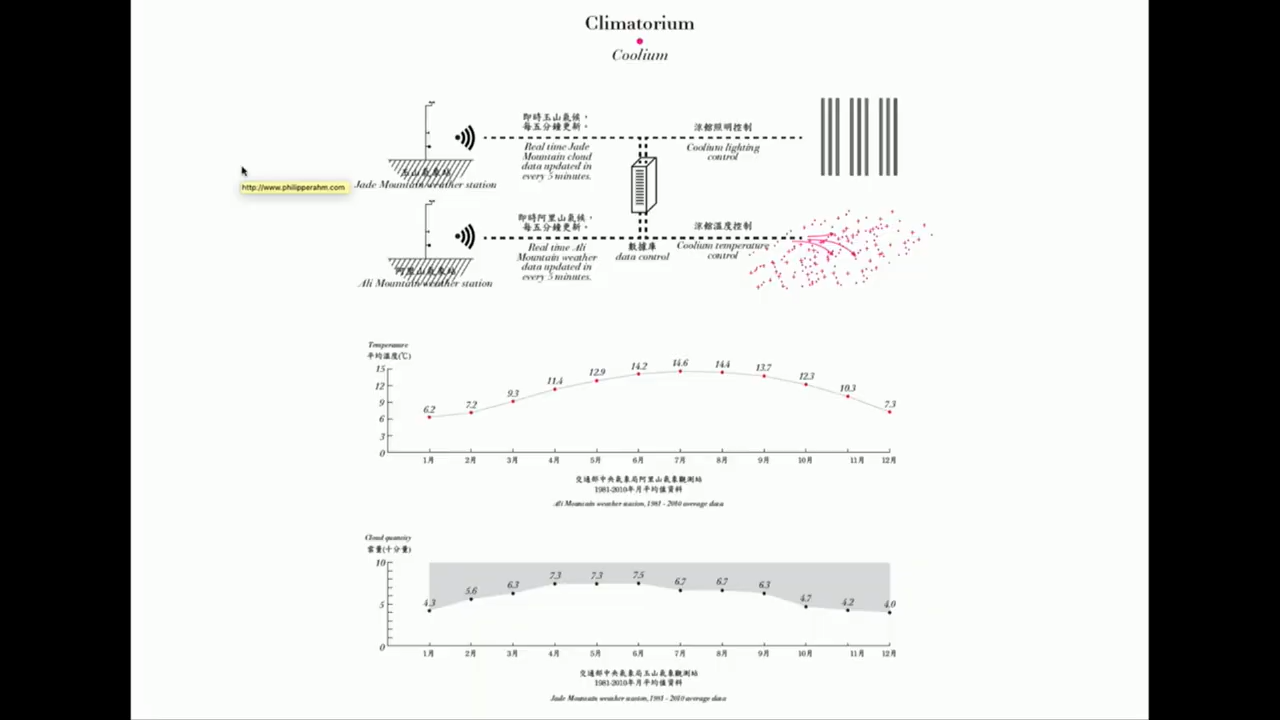 Climatorium
Coolium
即時玉山氣候，
每五分鐘更新。
Real time Jade
Mountain cloud
data updated in
every 5 minutes.
涼館照明控制
Coolium lighting
control
玉山氣象站
Jade Mountain weather station
http://www.philipperahm.com
即時阿里山氣候，
每五分鐘更新。
Real time Ali
Mountain weather
data updated in
every 5 minutes.
數據庫
data control
涼館溫度控制
Coolium temperature
control
阿里山氣象站
Ali Mountain weather station
Temperature
平均溫度(℃)
15
12
9
6
3
0
6.2 7.2 9.3 11.4 12.9 14.2 14.6 14.4 13.7 12.3 10.3 7.3
1月 2月 3月 4月 5月 6月 7月 8月 9月 10月 11月 12月
交通部中央氣象局阿里山氣象觀測站
1981-2010年月平均值資料
Ali Mountain weather station, 1981 - 2010 average data
Cloud quantity
雲量(十分量)
10
5
0
4.3 5.6 6.3 7.3 7.3 7.5 6.7 6.7 6.3 4.7 4.2 4.0
1月 2月 3月 4月 5月 6月 7月 8月 9月 10月 11月 12月
交通部中央氣象局玉山氣象觀測站
1981-2010年月平均值資料
Jade Mountain weather station, 1981 - 2010 average data